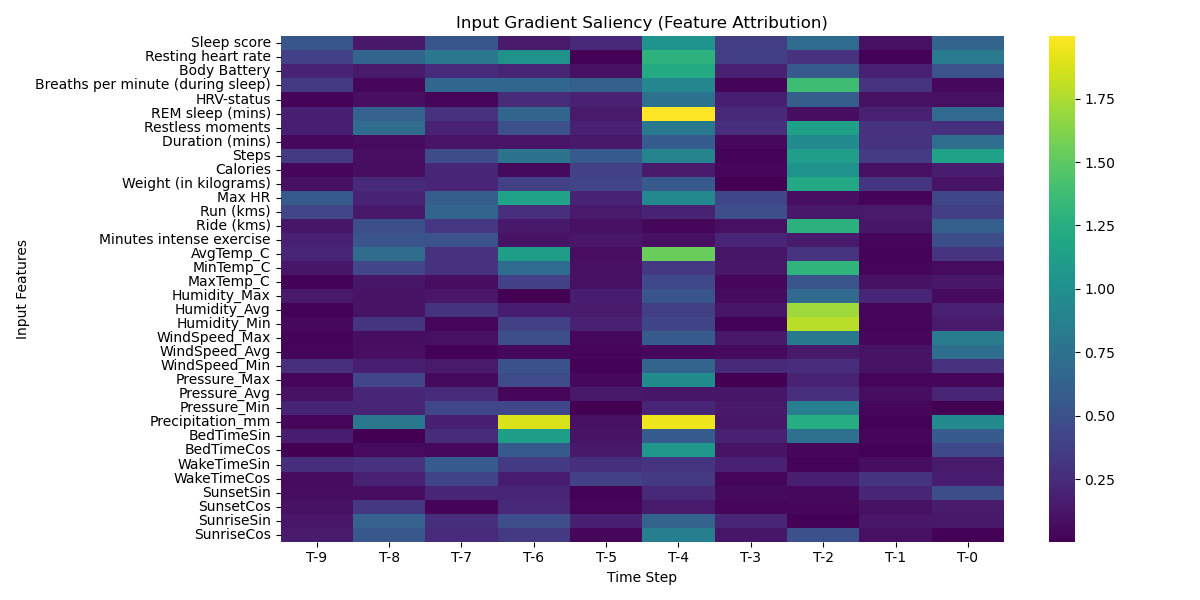 Input Gradient Saliency (Feature Attribution)
Sleep score
Resting heart rate
Body Battery
Breaths per minute (during sleep)
HRV-status
REM sleep (mins)
Restless moments
Duration (mins)
Steps
Calories
Weight (in kilograms)
Max HR
Run (kms)
Ride (kms)
Minutes intense exercise
AvgTemp_C
MinTemp_C
MaxTemp_C
Humidity_Max
Humidity_Avg
Humidity_Min
WindSpeed_Max
WindSpeed_Avg
WindSpeed_Min
Pressure_Max
Pressure_Avg
Pressure_Min
Precipitation_mm
BedTimeSin
BedTimeCos
WakeTimeSin
WakeTimeCos
SunsetSin
SunsetCos
SunriseSin
SunriseCos
Input Features
T-9 T-8 T-7 T-6 T-5 T-4 T-3 T-2 T-1 T-0
Time Step
1.75
1.50
1.25
1.00
0.75
0.50
0.25